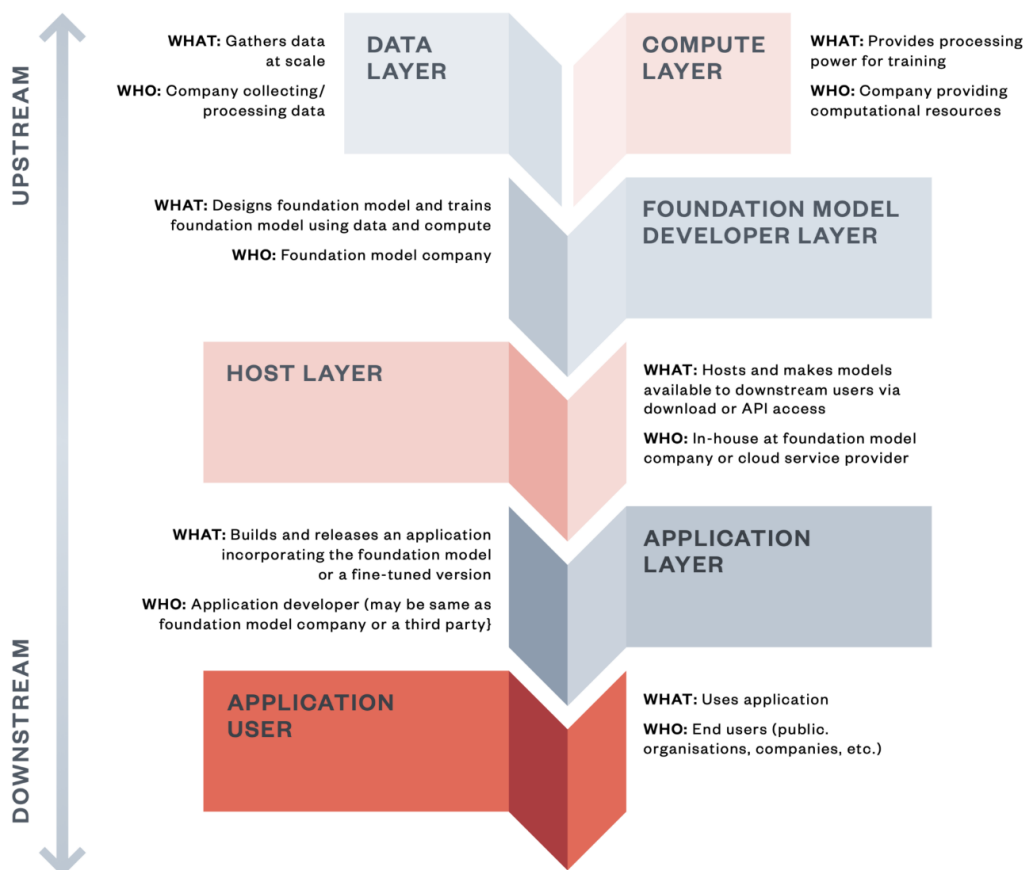 UPSTREAM
WHAT: Gathers data
at scale
WHO: Company collecting/
processing data
DATA
LAYER
COMPUTE
LAYER
WHAT: Provides processing
power for training
WHO: Company providing
computational resources
WHAT: Designs foundation model and trains
foundation model using data and compute
WHO: Foundation model company
FOUNDATION MODEL
DEVELOPER LAYER
HOST LAYER
WHAT: Hosts and makes models
available to downstream users via
download or API access
WHO: In-house at foundation model
company or cloud service provider
WHAT: Builds and releases an application
incorporating the foundation model
or a fine-tuned version
WHO: Application developer (may be same as
foundation model company or a third party}
APPLICATION
LAYER
DOWNSTREAM
APPLICATION
USER
WHAT: Uses application
WHO: End users (public.
organisations, companies, etc.)